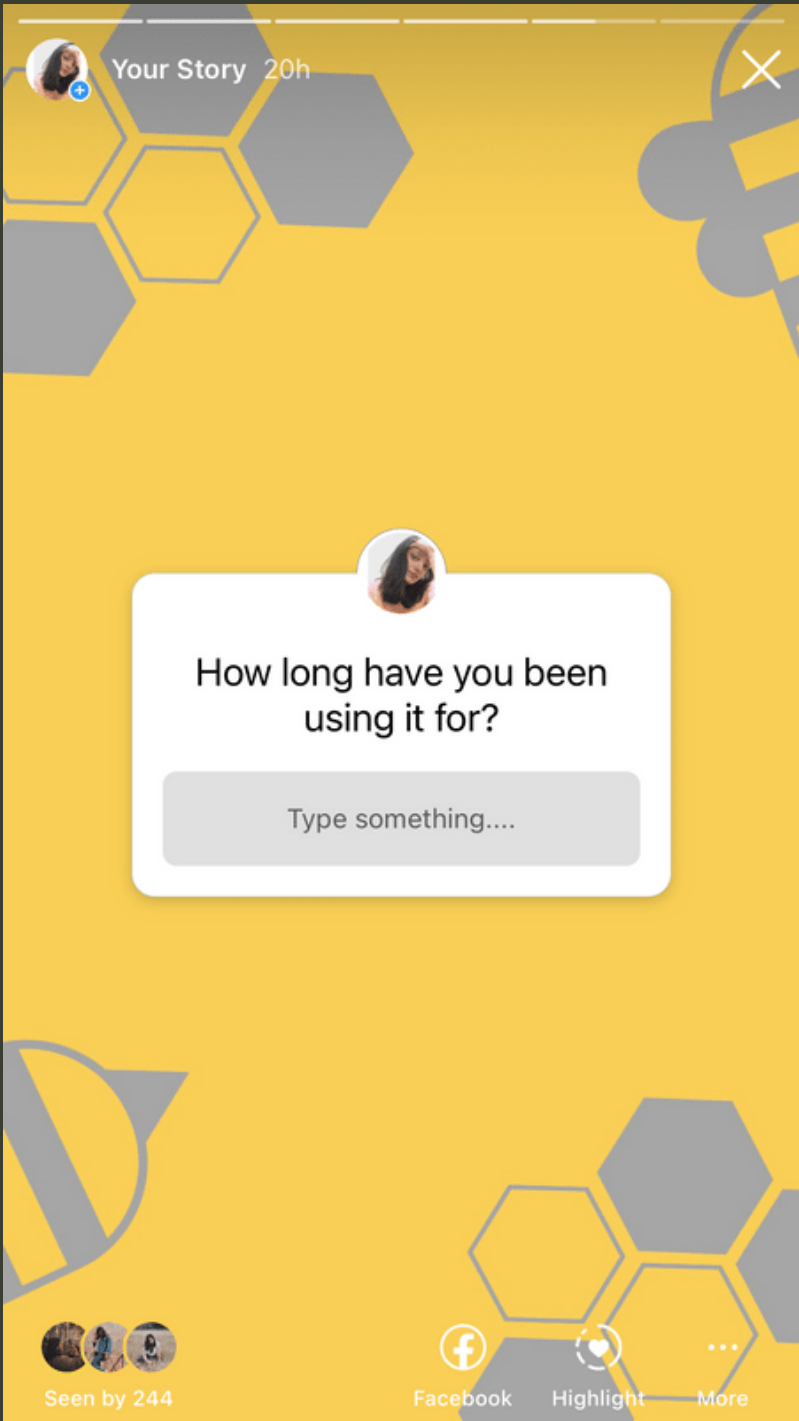 Your Story 20h
How long have you been
using it for?
Type something....
Seen by 244
Facebook
Highlight
More